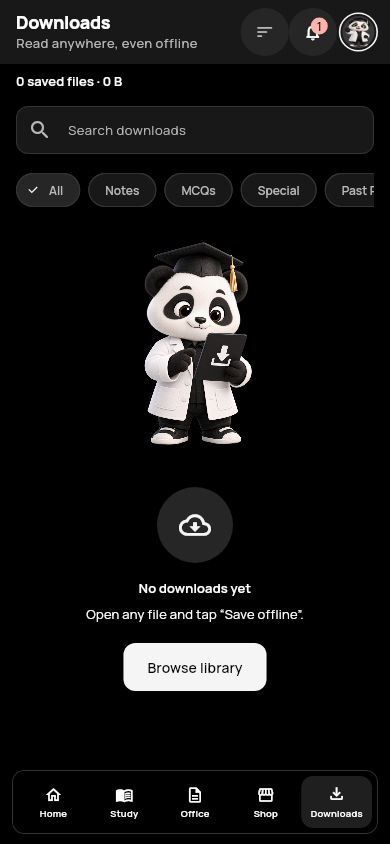 Downloads
Read anywhere, even offline
1
0 saved files · 0 B
Search downloads
All
Notes
MCQs
Special
Past
No downloads yet
Open any file and tap “Save offline”.
Browse library
Home
Study
Office
Shop
Downloads